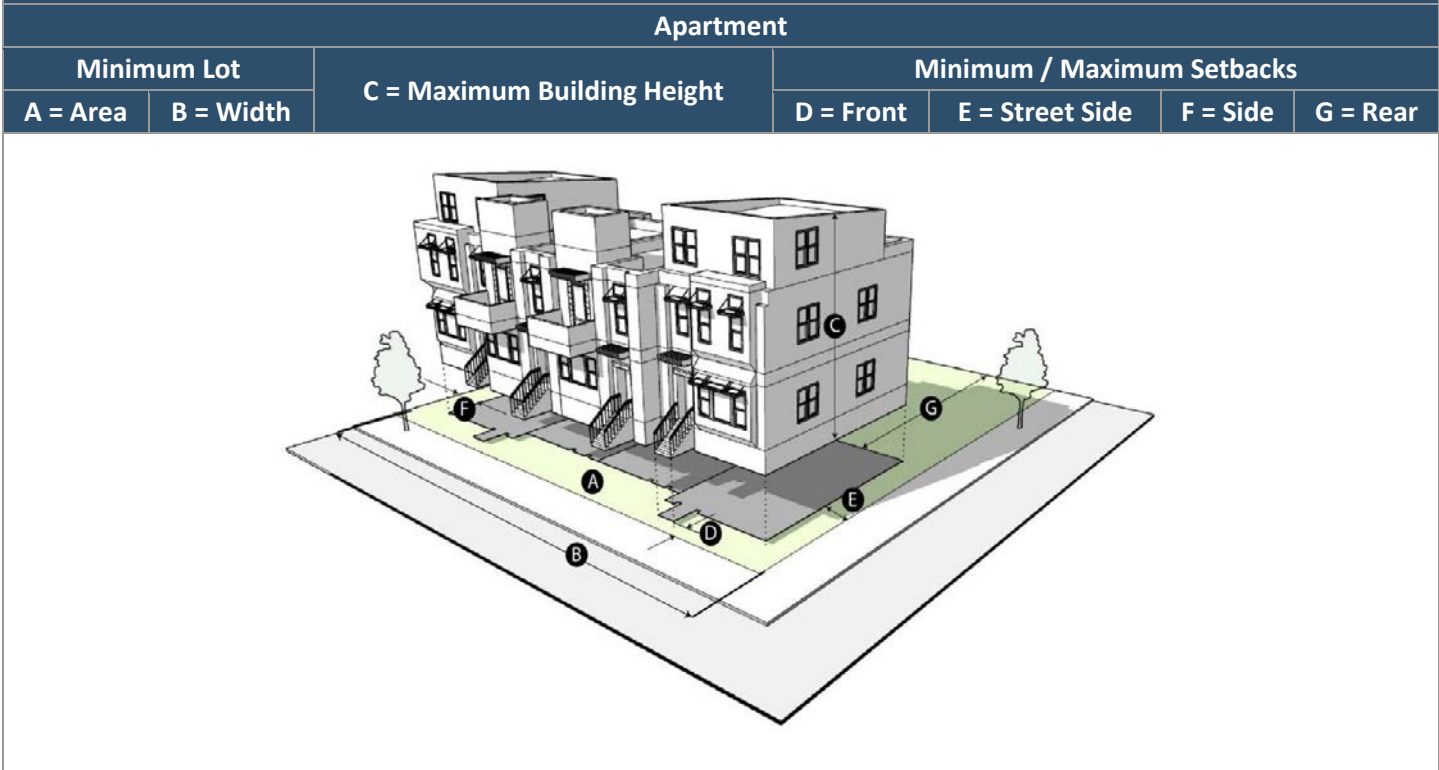 Apartment
Minimum Lot
C = Maximum Building Height
Minimum / Maximum Setbacks
A = Area
B = Width
D = Front
E = Street Side
F = Side
G = Rear
C
F
G
A
E
D
B